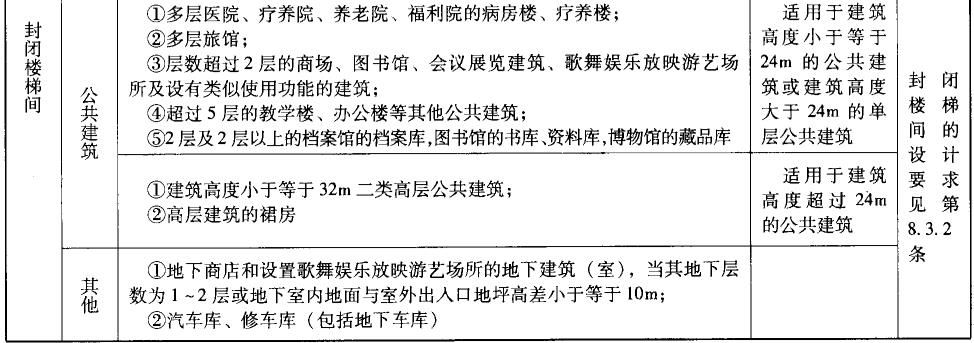 封闭楼梯间
公共建筑
①多层医院、疗养院、养老院、福利院的病房楼、疗养楼；
②多层旅馆；
③层数超过2层的商场、图书馆、会议展览建筑、歌舞娱乐放映游艺场
所及设有类似使用功能的建筑；
④超过5层的教学楼、办公楼等其他公共建筑；
⑤2层及2层以上的档案馆的档案库,图书馆的书库、资料库,博物馆的藏品库
适用于建筑
高度小于等于
24m的公共建
筑或建筑高度
大于24m的单
层公共建筑
①建筑高度小于等于32m二类高层公共建筑；
②高层建筑的裙房
适用于建筑
高度超过24m
的公共建筑
其他
①地下商店和设置歌舞娱乐放映游艺场所的地下建筑（室），当其地下层
数为1~2层或地下室内地面与室外出入口地坪高差小于等于10m；
②汽车库、修车库（包括地下车库）
封闭
楼梯
间的
设计
要求
见第
8.3.2
条